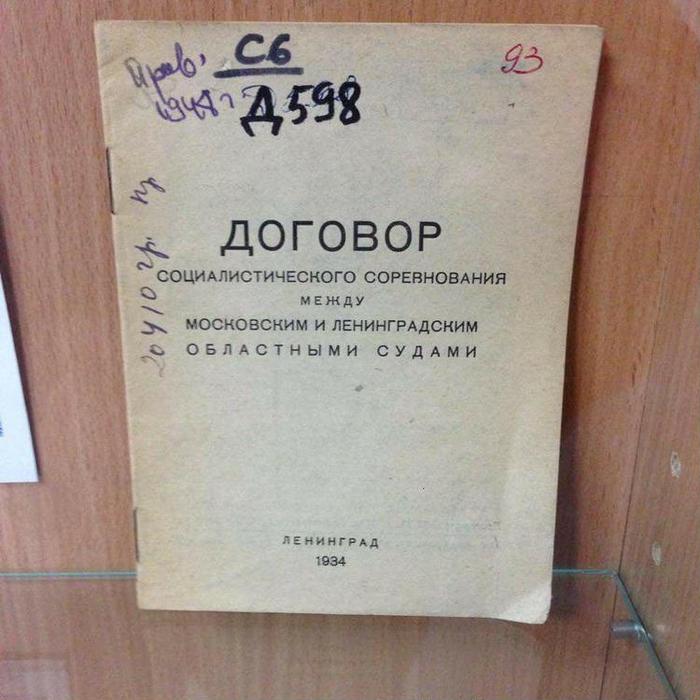 С6
93
Д598
ДОГОВОР
СОЦИАЛИСТИЧЕСКОГО СОРЕВНОВАНИЯ
МЕЖДУ
МОСКОВСКИМ И ЛЕНИНГРАДСКИМ
ОБЛАСТНЫМИ СУДАМИ
ЛЕНИНГРАД
1934